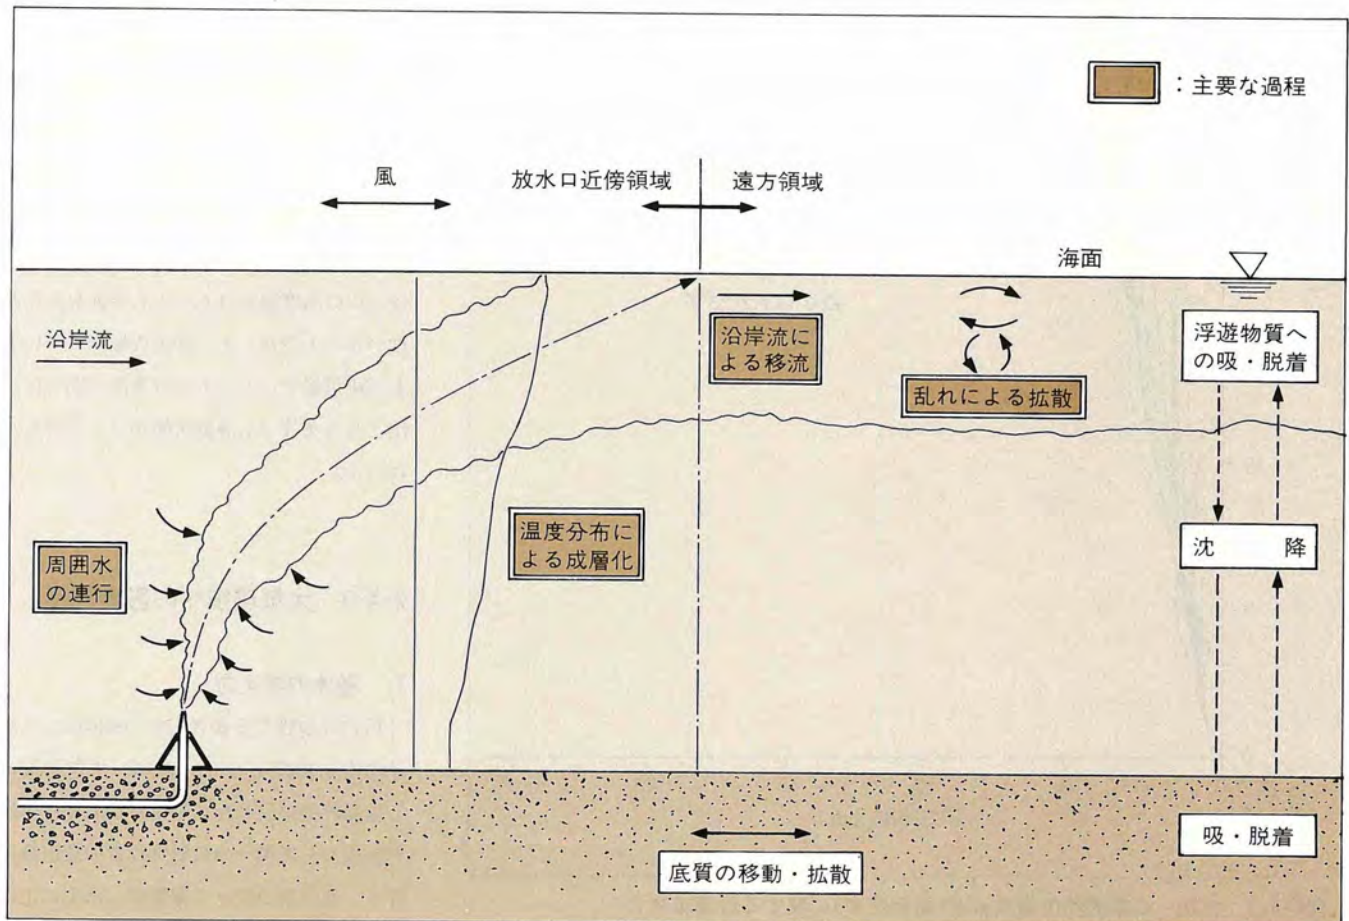 ：主要な過程
風
放水口近傍領域
遠方領域
海面
沿岸流
沿岸流に
よる移流
乱れによる拡散
浮遊物質へ
の吸・脱着
周囲水
の連行
温度分布に
よる成層化
沈　降
吸・脱着
底質の移動・拡散